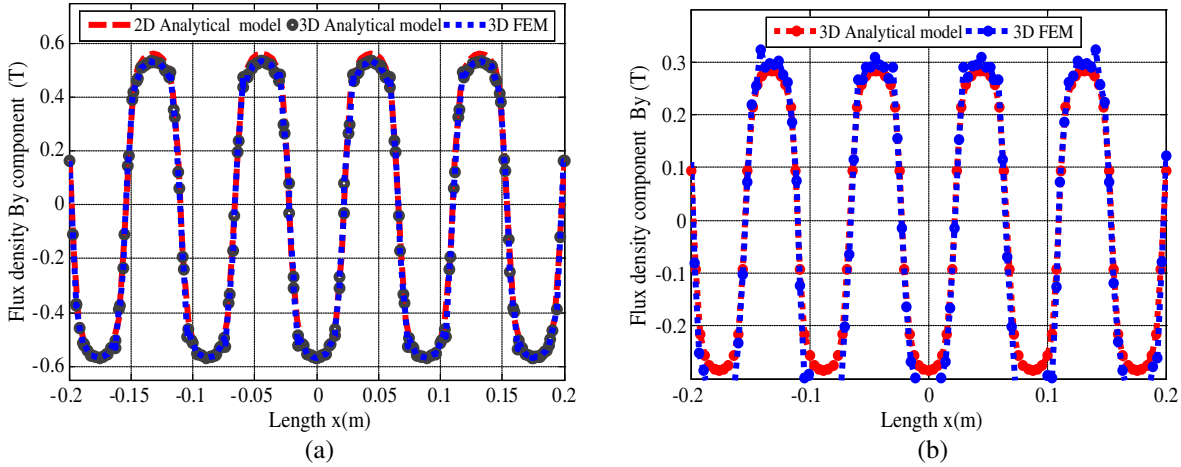 2D Analytical model 3D Analytical model 3D FEM
Flux density By component (T)
0.6
0.4
0.2
0
-0.2
-0.4
-0.6
-0.2 -0.15 -0.1 -0.05 0 0.05 0.1 0.15 0.2
Length x(m)
(a)
3D Analytical model 3D FEM
Flux density component By (T)
0.3
0.2
0.1
0
-0.1
-0.2
-0.2 -0.1 0 0.1 0.2
Length x(m)
(b)